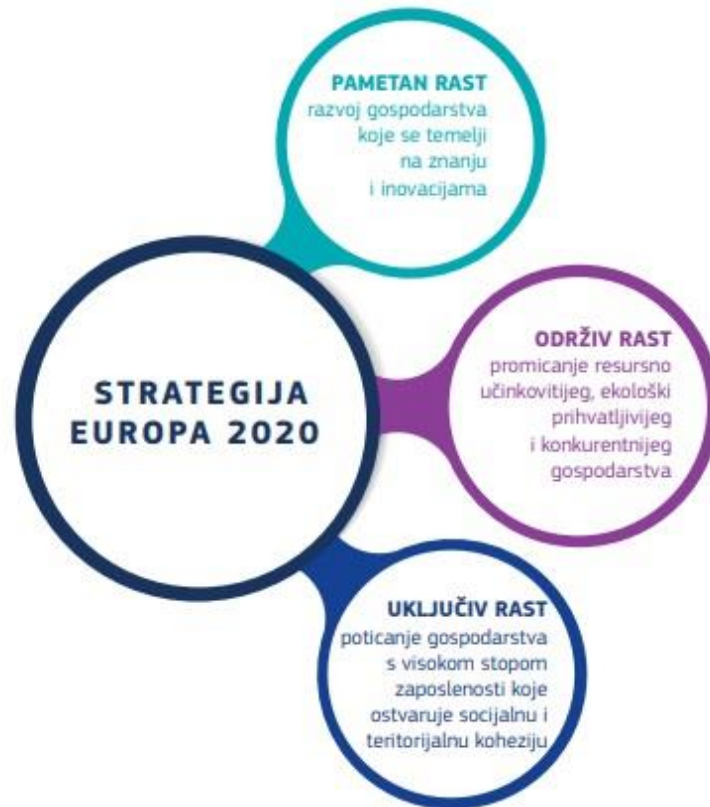 PAMETAN RAST
razvoj gospodarstva
koje se temelji
na znanju
i inovacijama
STRATEGIJA
EUROPA 2020
ODRŽIV RAST
promicanje resursno
učinkovitijeg, ekološki
prihvatljivijeg
i konkurentnijeg
gospodarstva
UKLJUČIV RAST
poticanje gospodarstva
s visokom stopom
zaposlenosti koje
ostvaruje socijalnu i
teritorijalnu koheziju